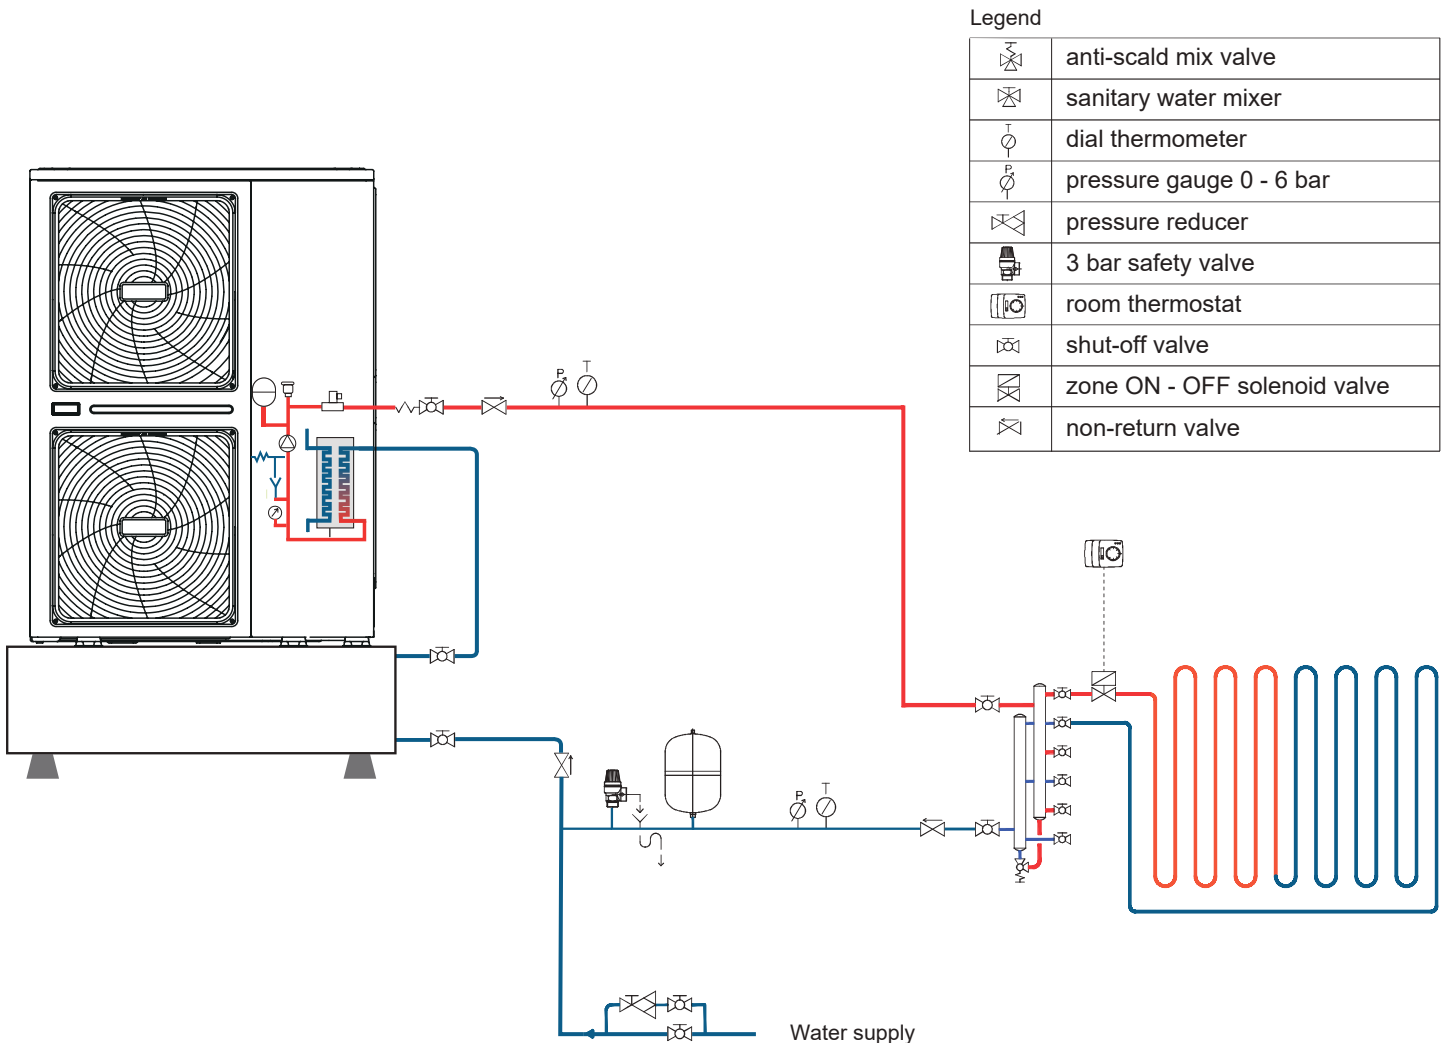 Legend
anti-scald mix valve
sanitary water mixer
T
dial thermometer
P
pressure gauge 0 - 6 bar
pressure reducer
3 bar safety valve
room thermostat
shut-off valve
zone ON - OFF solenoid valve
non-return valve
P T
P T
Water supply